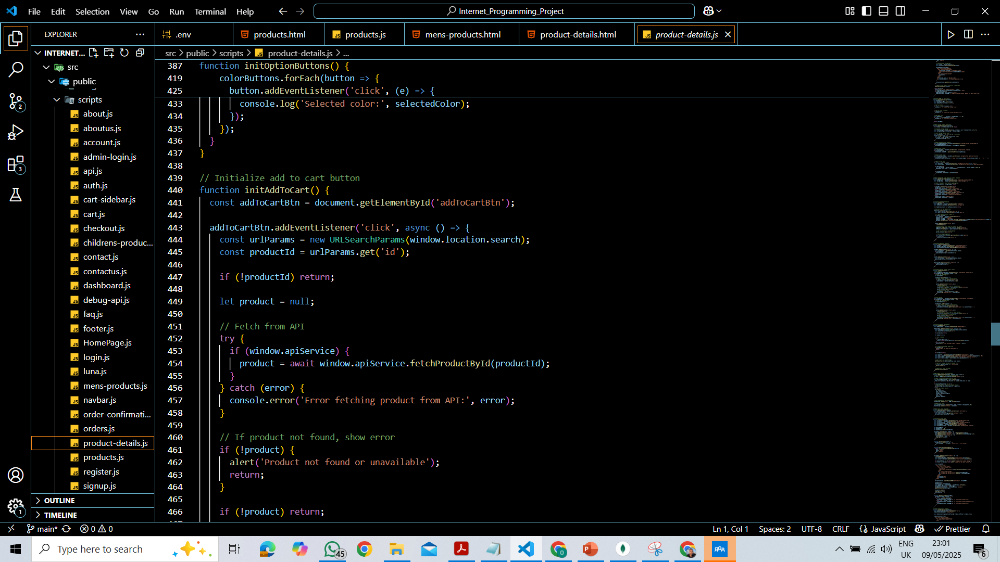 File Edit Selection View Go Run Terminal Help
Internet_Programming_Project
EXPLORER
.env
products.html
products.js
mens-products.html
product-details.html
product-details.js
INTERNET...
src > public > scripts > product-details.js > ...
src
public
scripts
about.js
aboutus.js
account.js
admin-login.js
api.js
auth.js
cart-sidebar.js
cart.js
checkout.js
childrens-produc...
contact.js
contactus.js
dashboard.js
debug-api.js
faq.js
footer.js
HomePage.js
login.js
luna.js
mens-products.js
navbar.js
order-confirmati...
orders.js
product-details.js
products.js
register.js
signup.js
OUTLINE
TIMELINE
2
3
1
387 function initOptionButtons() {
419 colorButtons.forEach(button => {
425 button.addEventListener('click', (e) => {
433 console.log('Selected color:', selectedColor);
434 });
435 });
436 }
437 }
438
439 // Initialize add to cart button
440 function initAddToCart() {
441 const addToCartBtn = document.getElementById('addToCartBtn');
442
443 addToCartBtn.addEventListener('click', async () => {
444 const urlParams = new URLSearchParams(window.location.search);
445 const productId = urlParams.get('id');
446
447 if (!productId) return;
448
449 let product = null;
450
451 // Fetch from API
452 try {
453 if (window.apiService) {
454 product = await window.apiService.fetchProductById(productId);
455 }
456 } catch (error) {
457 console.error('Error fetching product from API:', error);
458 }
459
460 // If product not found, show error
461 if (!product) {
462 alert('Product not found or unavailable');
463 return;
464 }
465
466 if (!product) return;
main* 0 0
Ln 1, Col 1 Spaces: 2 UTF-8 CRLF JavaScript Prettier
Type here to search
45
ENG
UK
23:01
09/05/2025
6